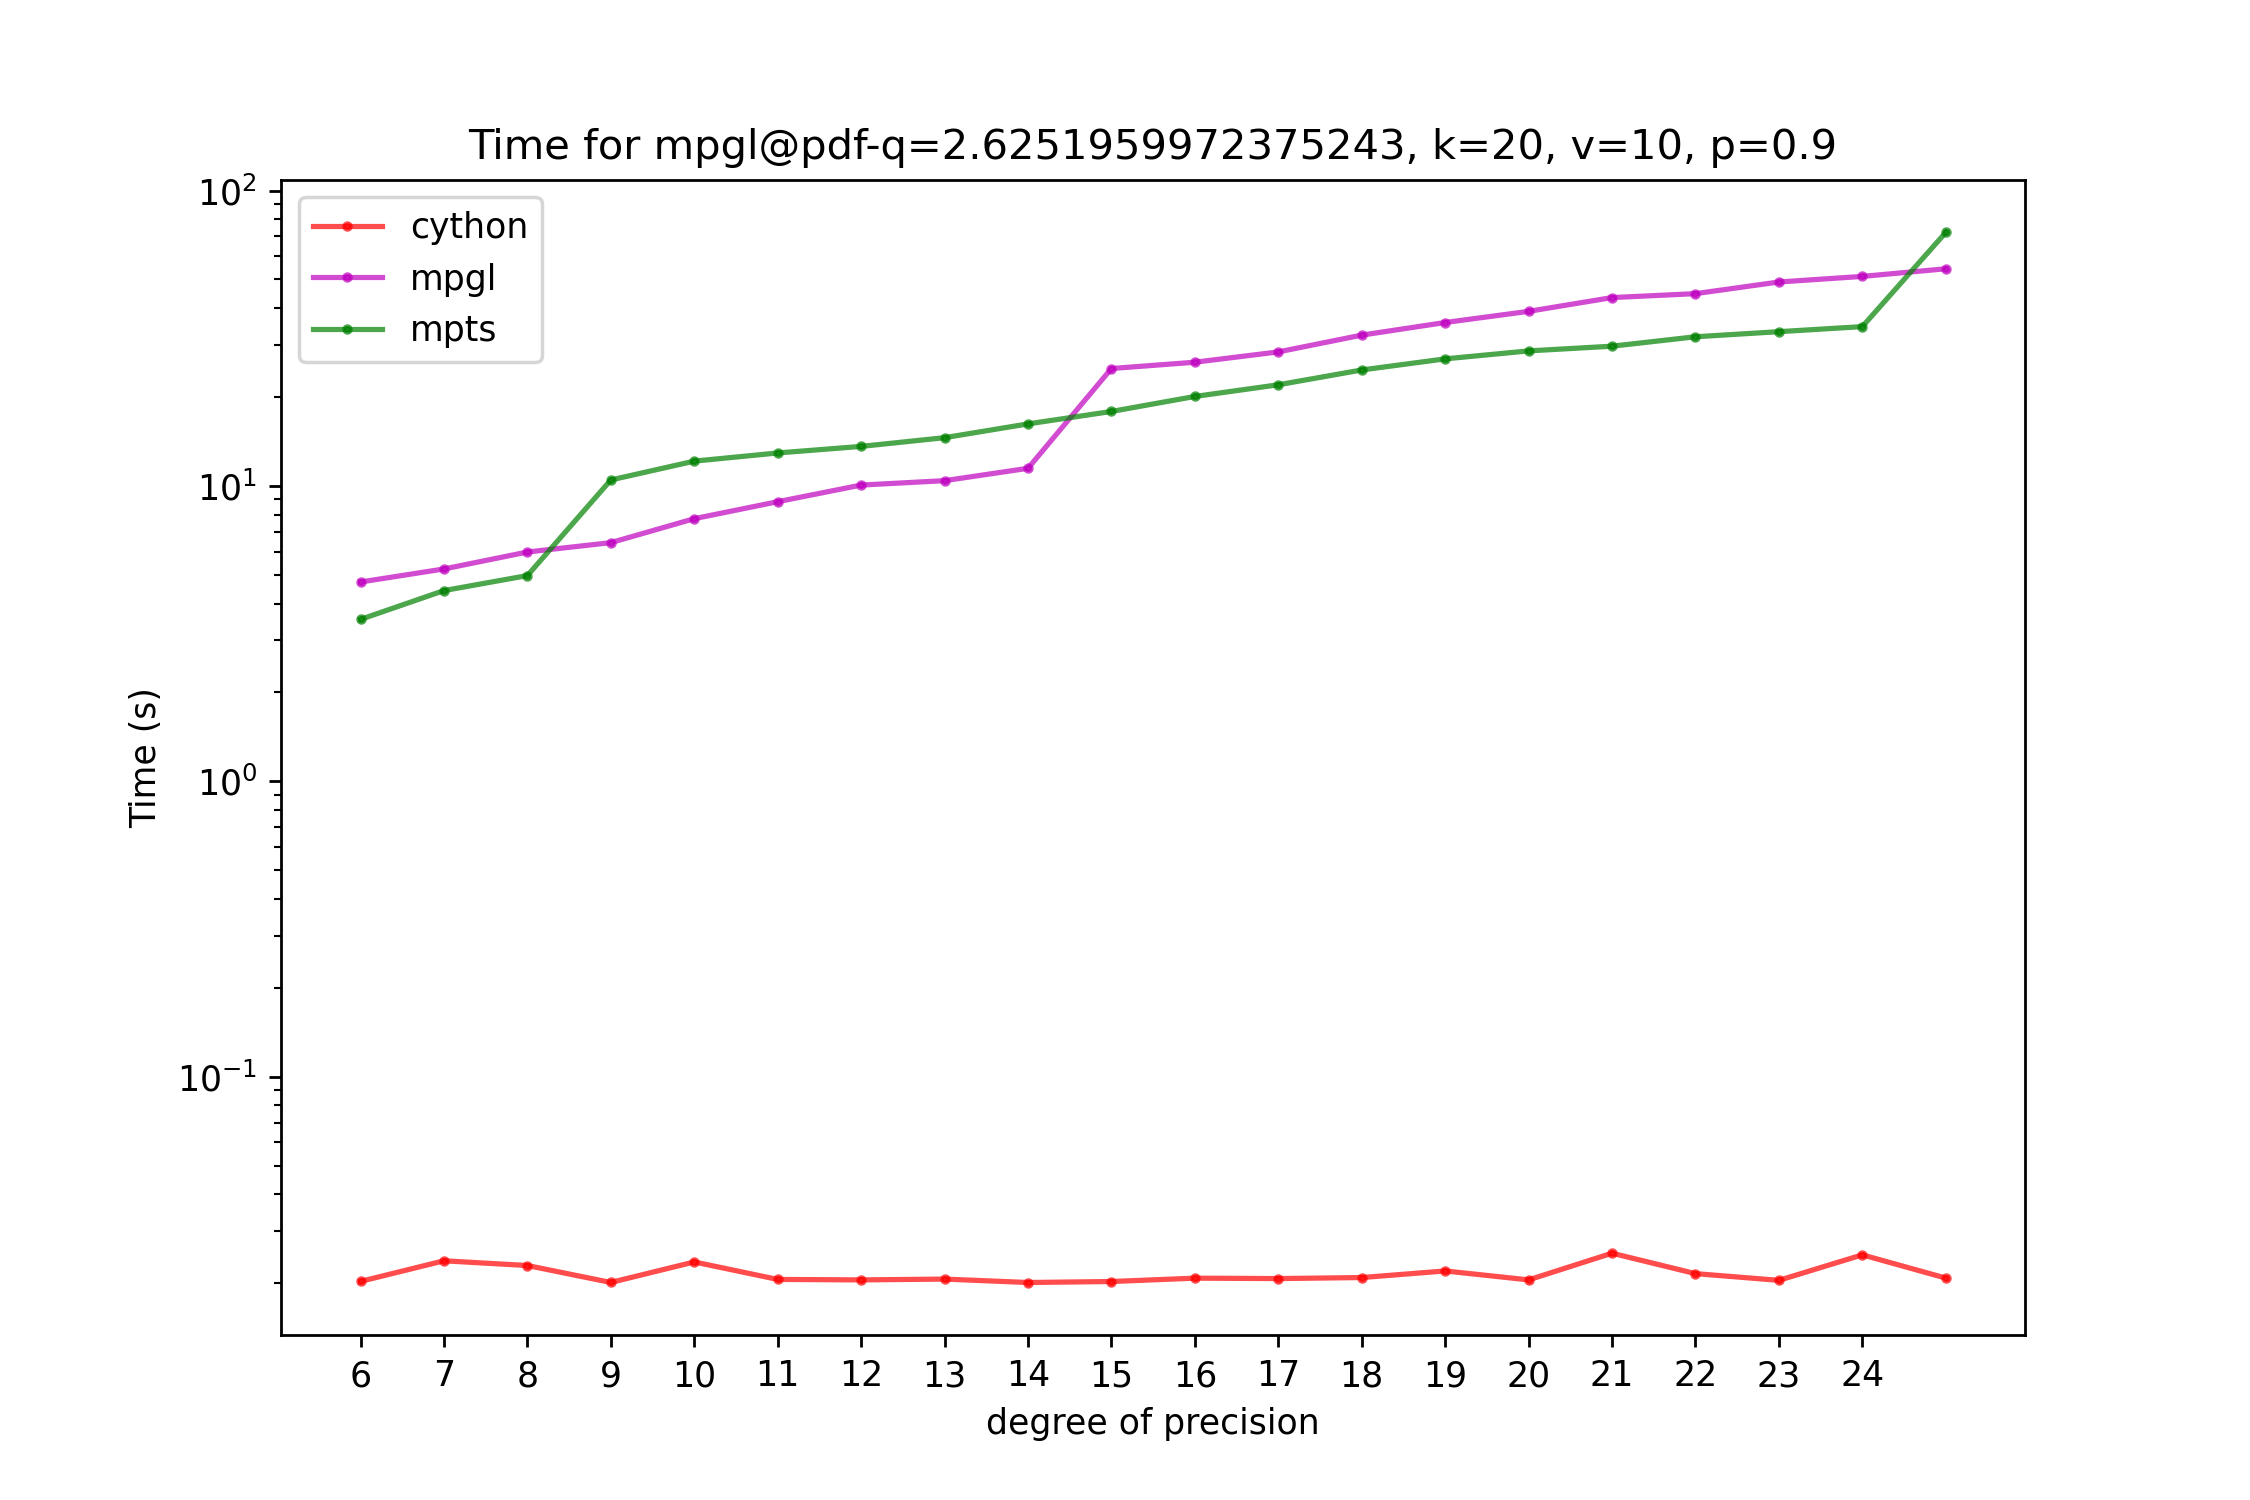 Time for mpgl@pdf-q=2.6251959972375243, k=20, v=10, p=0.9
10²
10¹
10⁰
10⁻¹
Time (s)
cython
mpgl
mpts
6 7 8 9 10 11 12 13 14 15 16 17 18 19 20 21 22 23 24
degree of precision